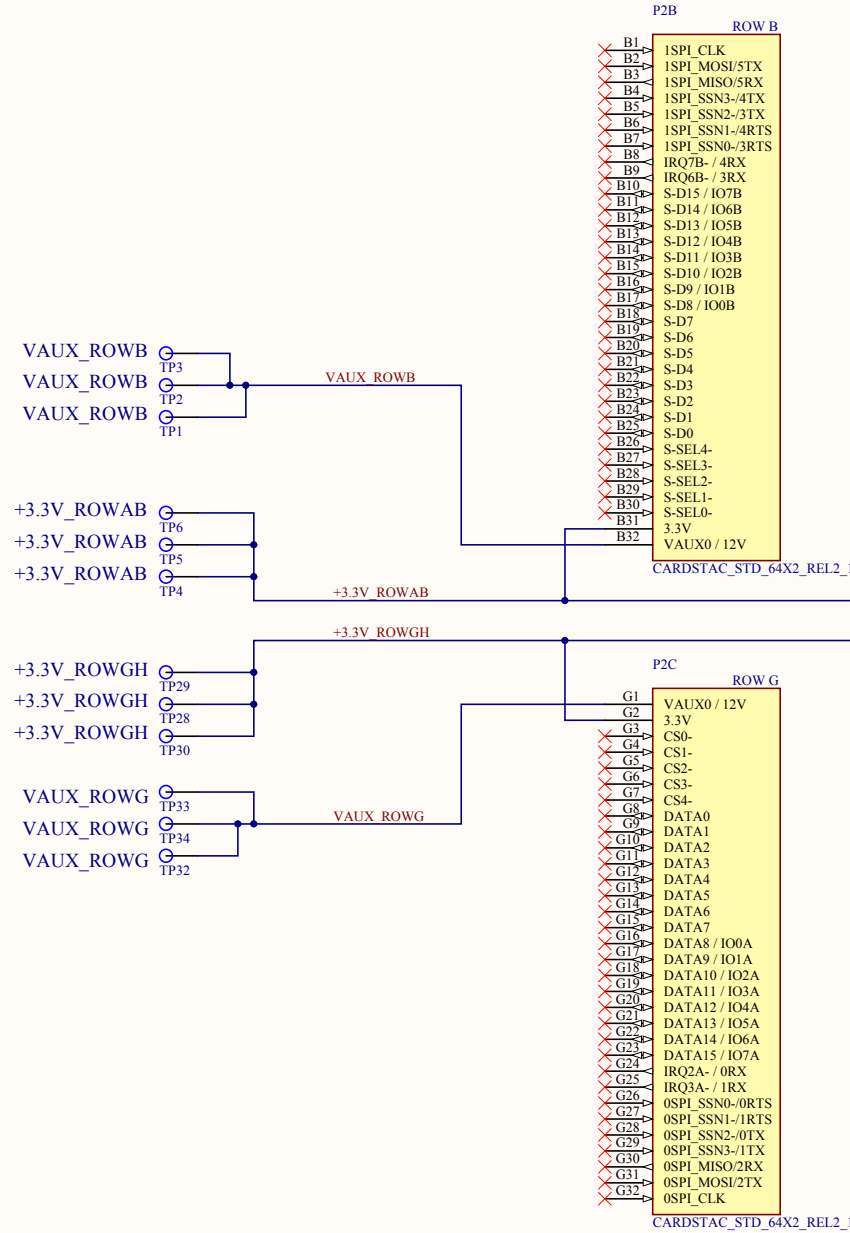 P2B
ROW B
B1 1SPI_CLK
B2 1SPI_MOSI/5TX
B3 1SPI_MISO/5RX
B4 1SPI_SSN3-/4TX
B5 1SPI_SSN2-/3TX
B6 1SPI_SSN1-/4RTS
B7 1SPI_SSN0-/3RTS
B8 IRQ7B- / 4RX
B9 IRQ6B- / 3RX
B10 S-D15 / IO7B
B11 S-D14 / IO6B
B12 S-D13 / IO5B
B13 S-D12 / IO4B
B14 S-D11 / IO3B
B15 S-D10 / IO2B
B16 S-D9 / IO1B
B17 S-D8 / IO0B
B18 S-D7
B19 S-D6
B20 S-D5
B21 S-D4
B22 S-D3
B23 S-D2
B24 S-D1
B25 S-D0
B26 S-SEL4-
B27 S-SEL3-
B28 S-SEL2-
B29 S-SEL1-
B30 S-SEL0-
B31 3.3V
B32 VAUX0 / 12V
CARDSTAC_STD_64X2_REL2_1
VAUX_ROWB
TP3
VAUX_ROWB
TP2
VAUX_ROWB
TP1
VAUX_ROWB
+3.3V_ROWAB
TP6
+3.3V_ROWAB
TP5
+3.3V_ROWAB
TP4
+3.3V_ROWAB
+3.3V_ROWGH
+3.3V_ROWGH
TP29
+3.3V_ROWGH
TP28
+3.3V_ROWGH
TP30
VAUX_ROWG
TP33
VAUX_ROWG
TP34
VAUX_ROWG
TP32
VAUX_ROWG
P2C
ROW G
G1 VAUX0 / 12V
G2 3.3V
G3 CS0-
G4 CS1-
G5 CS2-
G6 CS3-
G7 CS4-
G8 DATA0
G9 DATA1
G10 DATA2
G11 DATA3
G12 DATA4
G13 DATA5
G14 DATA6
G15 DATA7
G16 DATA8 / IO0A
G17 DATA9 / IO1A
G18 DATA10 / IO2A
G19 DATA11 / IO3A
G20 DATA12 / IO4A
G21 DATA13 / IO5A
G22 DATA14 / IO6A
G23 DATA15 / IO7A
G24 IRQ2A- / 0RX
G25 IRQ3A- / 1RX
G26 0SPI_SSN0-/0RTS
G27 0SPI_SSN1-/1RTS
G28 0SPI_SSN2-/0TX
G29 0SPI_SSN3-/1TX
G30 0SPI_MISO/2RX
G31 0SPI_MOSI/2TX
G32 0SPI_CLK
CARDSTAC_STD_64X2_REL2_1